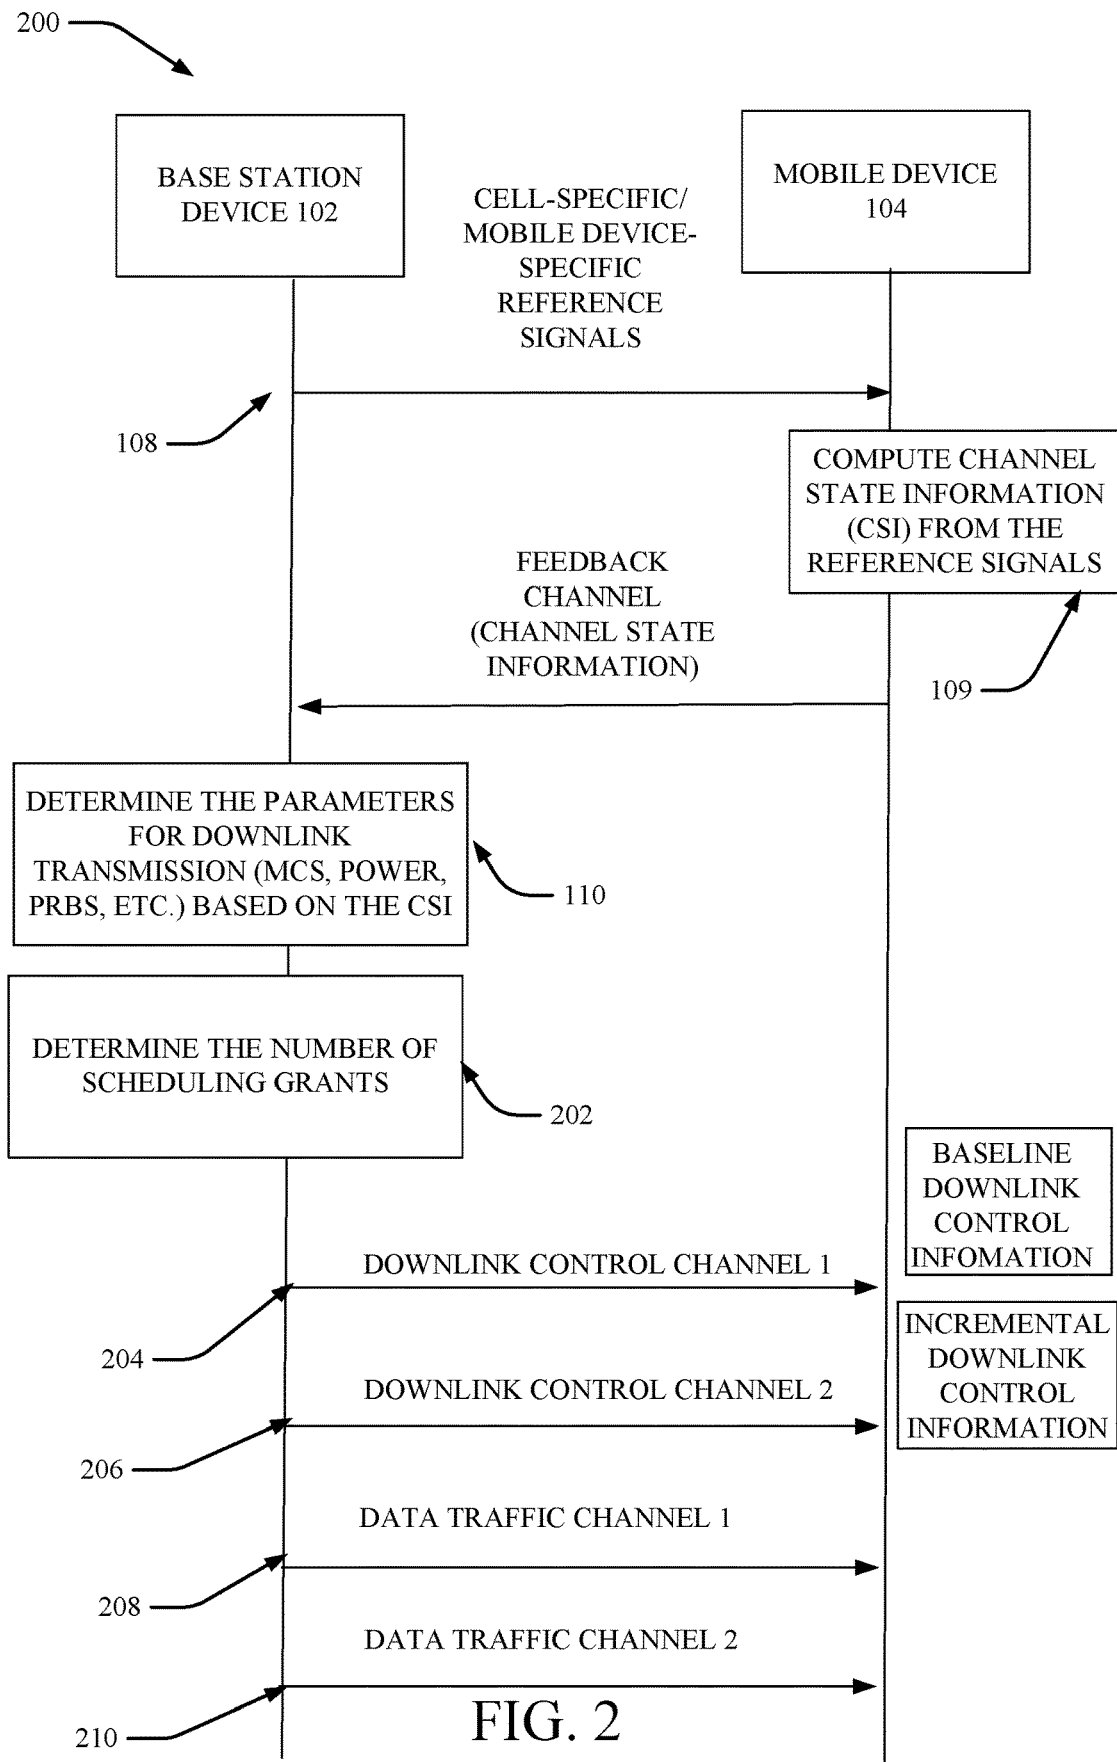 200
BASE STATION
DEVICE 102
MOBILE DEVICE
104
CELL-SPECIFIC/
MOBILE DEVICE-
SPECIFIC
REFERENCE
SIGNALS
108
COMPUTE CHANNEL
STATE INFORMATION
(CSI) FROM THE
REFERENCE SIGNALS
109
FEEDBACK
CHANNEL
(CHANNEL STATE
INFORMATION)
DETERMINE THE PARAMETERS
FOR DOWNLINK
TRANSMISSION (MCS, POWER,
PRBS, ETC.) BASED ON THE CSI
110
DETERMINE THE NUMBER OF
SCHEDULING GRANTS
202
BASELINE
DOWNLINK
CONTROL
INFOMATION
DOWNLINK CONTROL CHANNEL 1
204
INCREMENTAL
DOWNLINK
CONTROL
INFORMATION
DOWNLINK CONTROL CHANNEL 2
206
DATA TRAFFIC CHANNEL 1
208
DATA TRAFFIC CHANNEL 2
210
FIG. 2